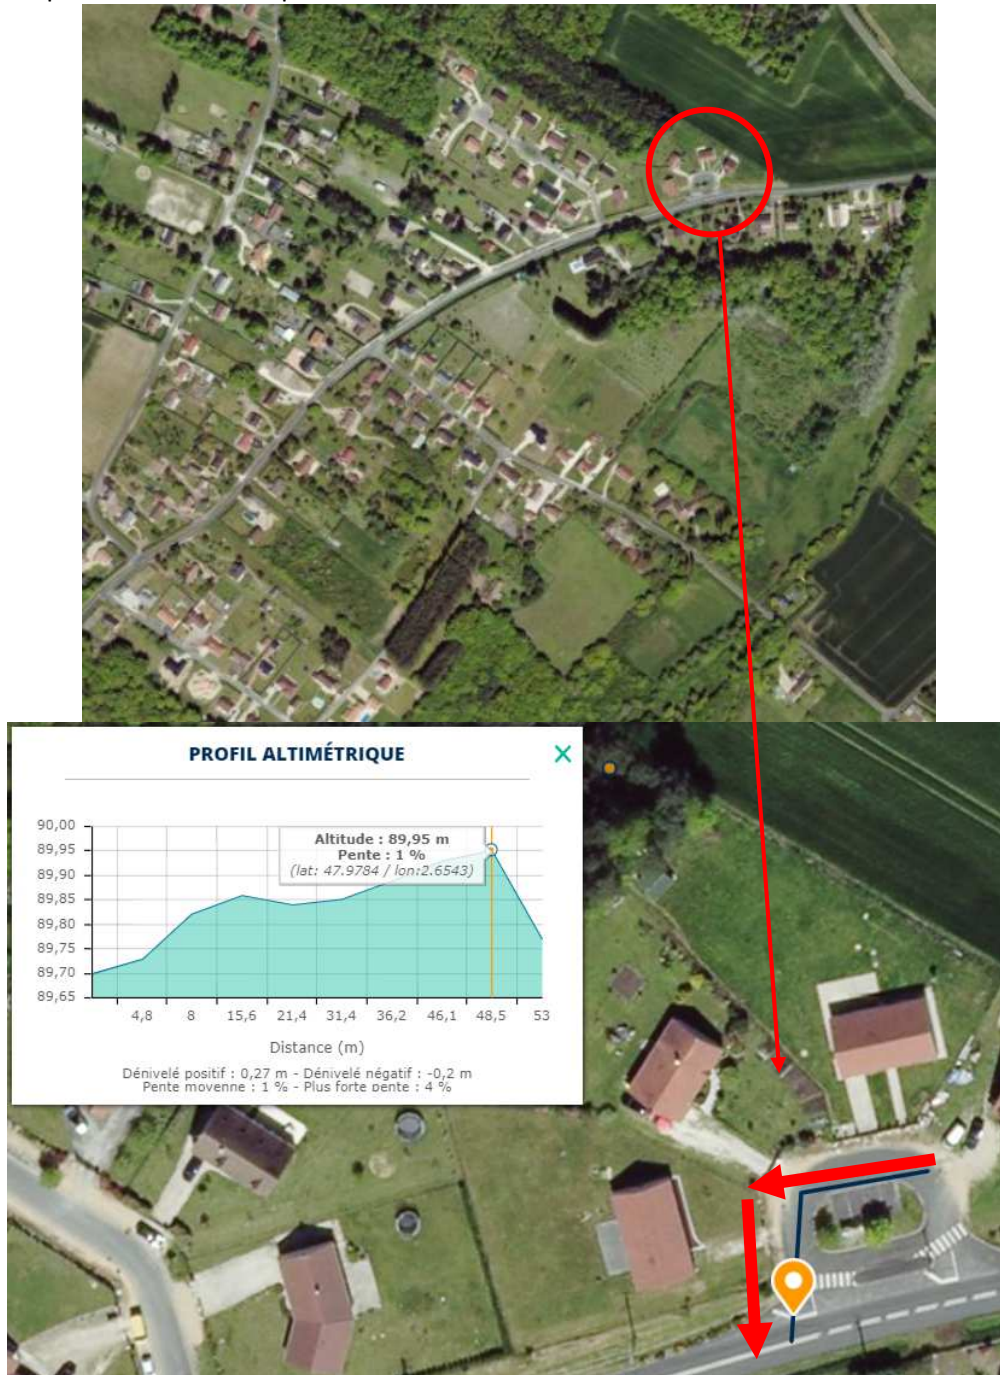 PROFIL ALTIMÉTRIQUE
90,00
89,95
89,90
89,85
89,80
89,75
89,70
89,65
Altitude : 89,95 m
Pente : 1 %
(lat: 47.9784 / lon:2.6543)
4,8 8 15,6 21,4 31,4 36,2 46,1 48,5 53
Distance (m)
Dénivelé positif : 0,27 m - Dénivelé négatif : -0,2 m
Pente moyenne : 1 % - Plus forte pente : 4 %